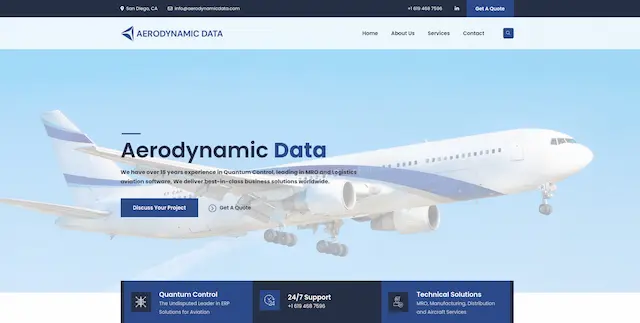 San Diego, CA info@aerodynamicdata.com +1 619 468 7596 in Get A Quote
AERODYNAMIC DATA Home About Us Services Contact
Aerodynamic Data
We have over 15 years experience in Quantum Control, leading in MRO and Logistics
aviation software. We deliver best-in-class business solutions worldwide.
Discuss Your Project Get A Quote
Quantum Control 24/7 Support Technical Solutions
The Undisputed Leader in ERP +1 619 468 7596 MRO, Manufacturing, Distribution
Solutions for Aviation and Aircraft Services